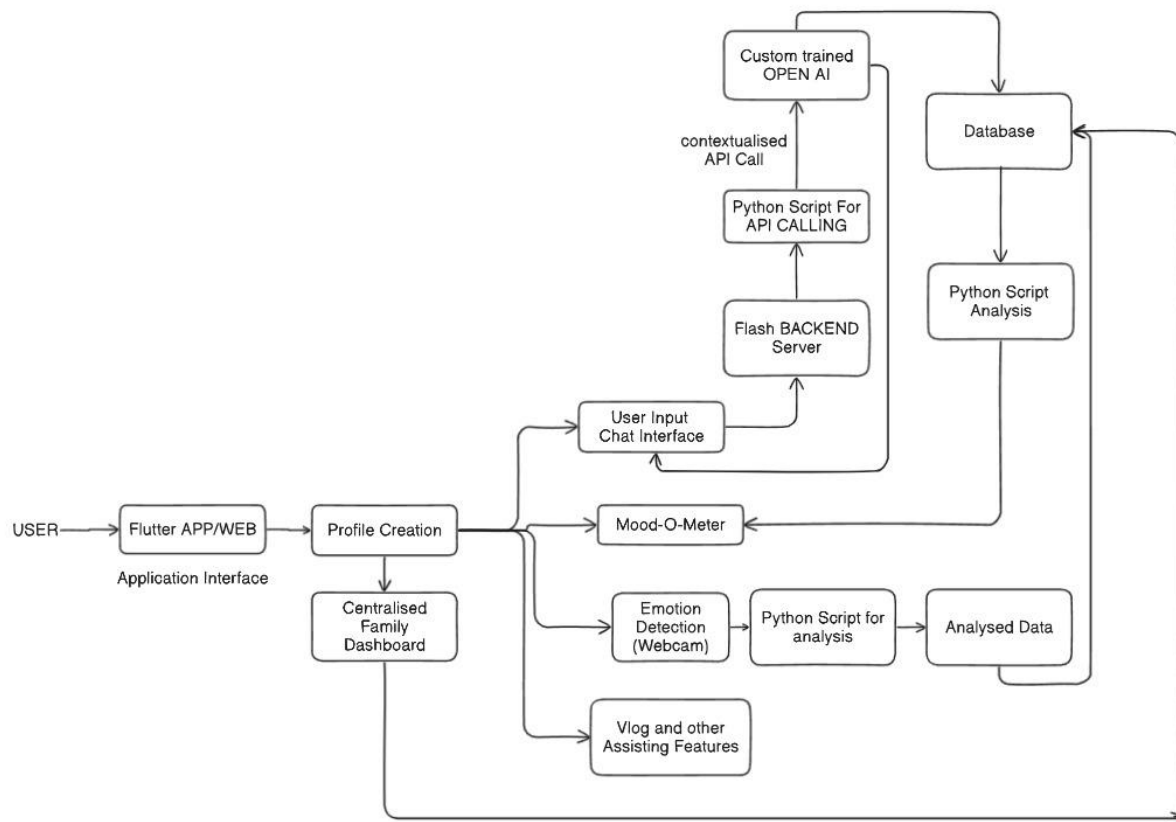 Custom trained
OPEN AI
Database
contextualised
API Call
Python Script For
API CALLING
Python Script
Analysis
Flash BACKEND
Server
User Input
Chat Interface
USER
Flutter APP/WEB
Profile Creation
Mood-O-Meter
Application Interface
Centralised
Family
Dashboard
Emotion
Detection
(Webcam)
Python Script for
analysis
Analysed Data
Vlog and other
Assisting Features